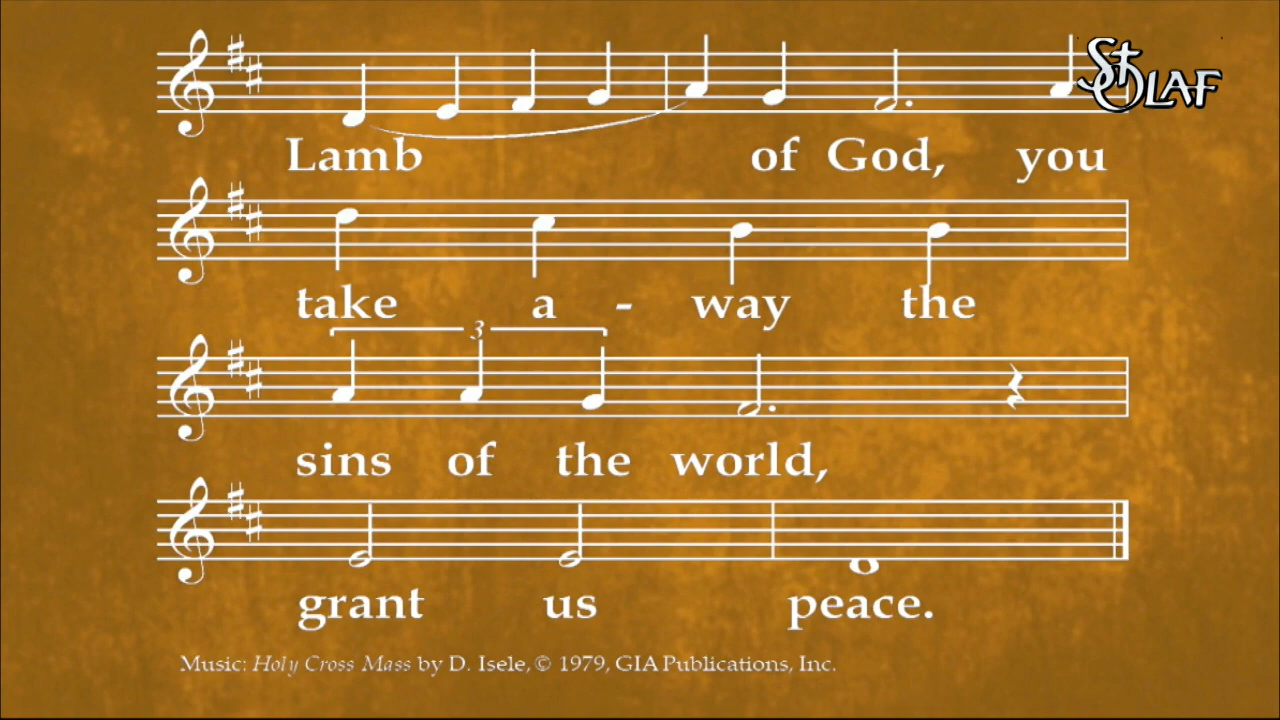 St OLAF
Lamb of God, you
take a - way the
3
sins of the world,
grant us peace.
Music: Holy Cross Mass by D. Isele, © 1979, GIA Publications, Inc.